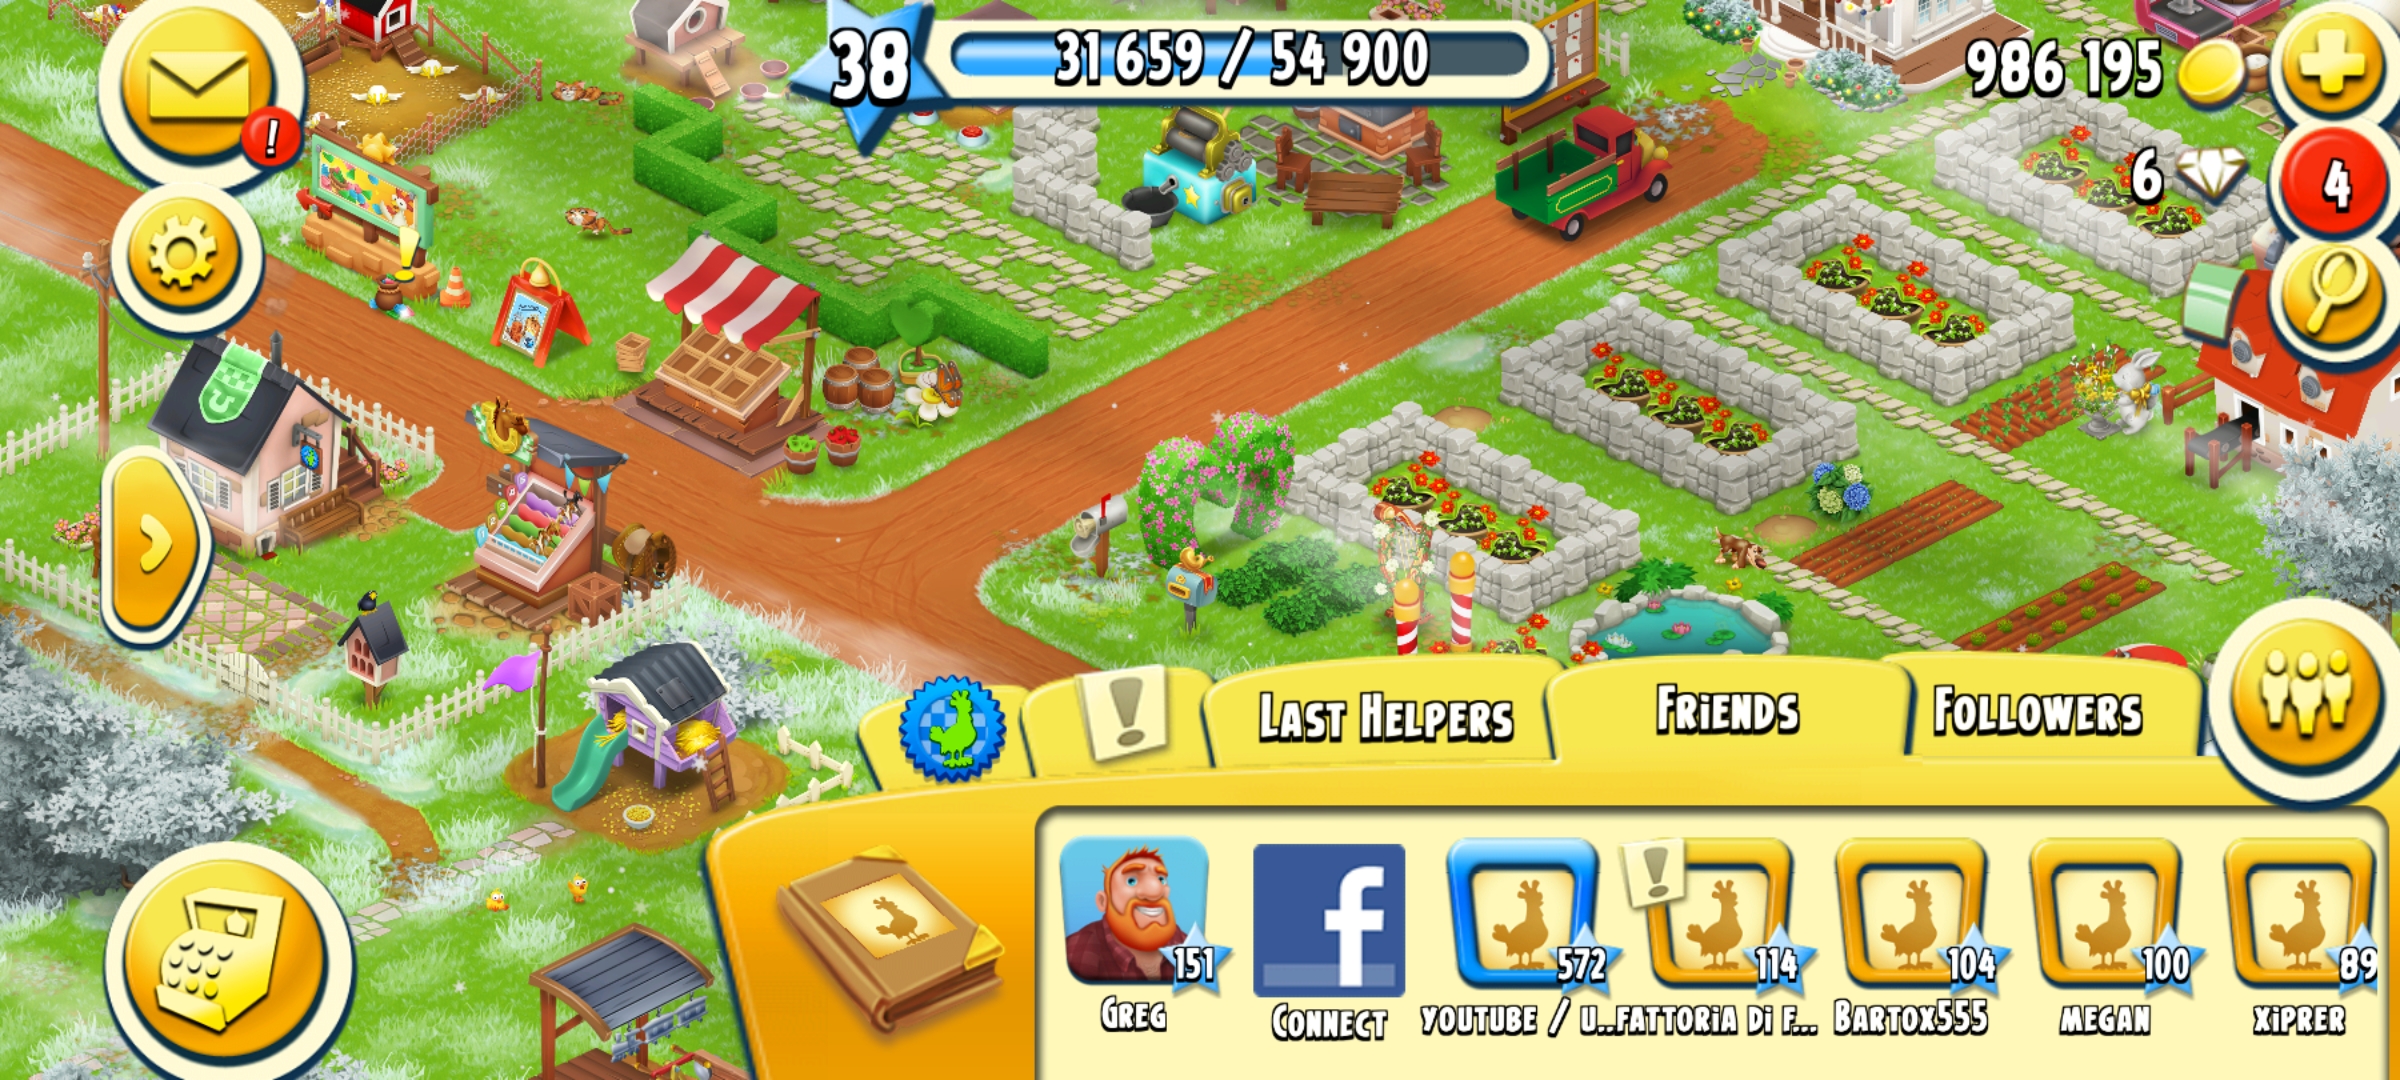 38
31 659 / 54 900
986 195
6
4
!
LAST HELPERS
FRIENDS
FOLLOWERS
151
572
114
104
100
89
GREG
CONNECT
YOUTUBE / U...
FATTORIA DI F...
BARTOX555
MEGAN
XIPRER